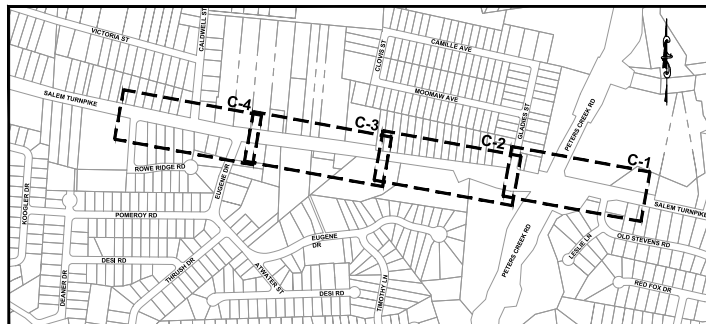 VICTORIA ST
CALDWELL ST
CLOVIS ST
CAMILLE AVE
MOOMAW AVE
GLADIES ST
PETERS CREEK RD
SALEM TURNPIKE
C-4
C-3
C-2
C-1
ROWE RIDGE RD
EUGENE DR
SALEM TURNPIKE
KOOGLER DR
POMEROY RD
EUGENE
DR
OLD STEVENS RD
LESLIE LN
DESI RD
THRUSH DR
ATWATER ST
PETERS CREEK RD
DEANER DR
DESI RD
TIMOTHY LN
RED FOX DR